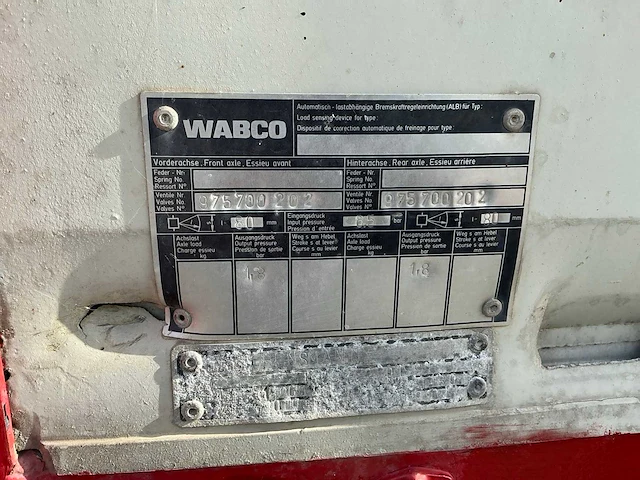 WABCO
Automatisch - lastabhängige Bremskraftregeleinrichtung (ALB) für Typ:
Load sensing device for type:
Dispositif de correction automatique de freinage pour type:
Vorderachse, Front axle, Essieu avant
Hinterachse, Rear axle, Essieu arrière
Feder - Nr.
Spring No.
Ressort N°
Feder - Nr.
Spring No.
Ressort N°
Ventile Nr.
Valves No.
Valves N°
975 700 202
Ventile Nr.
Valves No.
Valves N°
975 700 202
mm
Eingangsdruck
Input pressure
Pression d'entrée
bar
80 mm
Achslast
Axle load
Charge essieu
kg
Ausgangsdruck
Output pressure
Pression de sortie
bar
Weg s am Hebel
Stroke s at lever
Course s au levier
mm
Achslast
Axle load
Charge essieu
kg
Ausgangsdruck
Output pressure
Pression de sortie
bar
Weg s am Hebel
Stroke s at lever
Course s au levier
mm
1,8
1,8